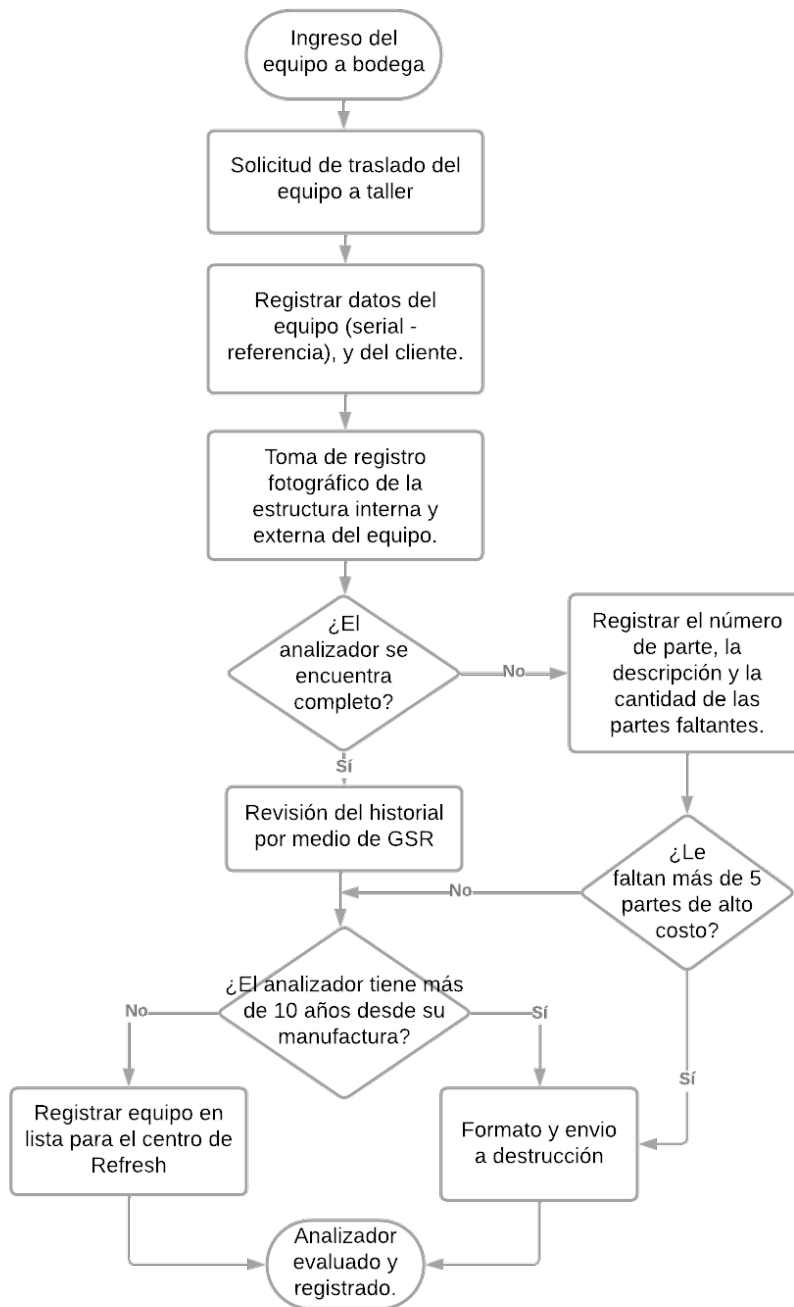 Ingreso del
equipo a bodega
Solicitud de traslado del
equipo a taller
Registrar datos del
equipo (serial -
referencia), y del cliente.
Toma de registro
fotográfico de la
estructura interna y
externa del equipo.
¿El
analizador se
encuentra
completo?
No
Registrar el número
de parte, la
descripción y la
cantidad de las
partes faltantes.
Sí
Revisión del historial
por medio de GSR
¿Le
faltan más de 5
partes de alto
costo?
No
¿El analizador tiene más
de 10 años desde su
manufactura?
No
Sí
Sí
Registrar equipo en
lista para el centro de
Refresh
Formato y envio
a destrucción
Analizador
evaluado y
registrado.